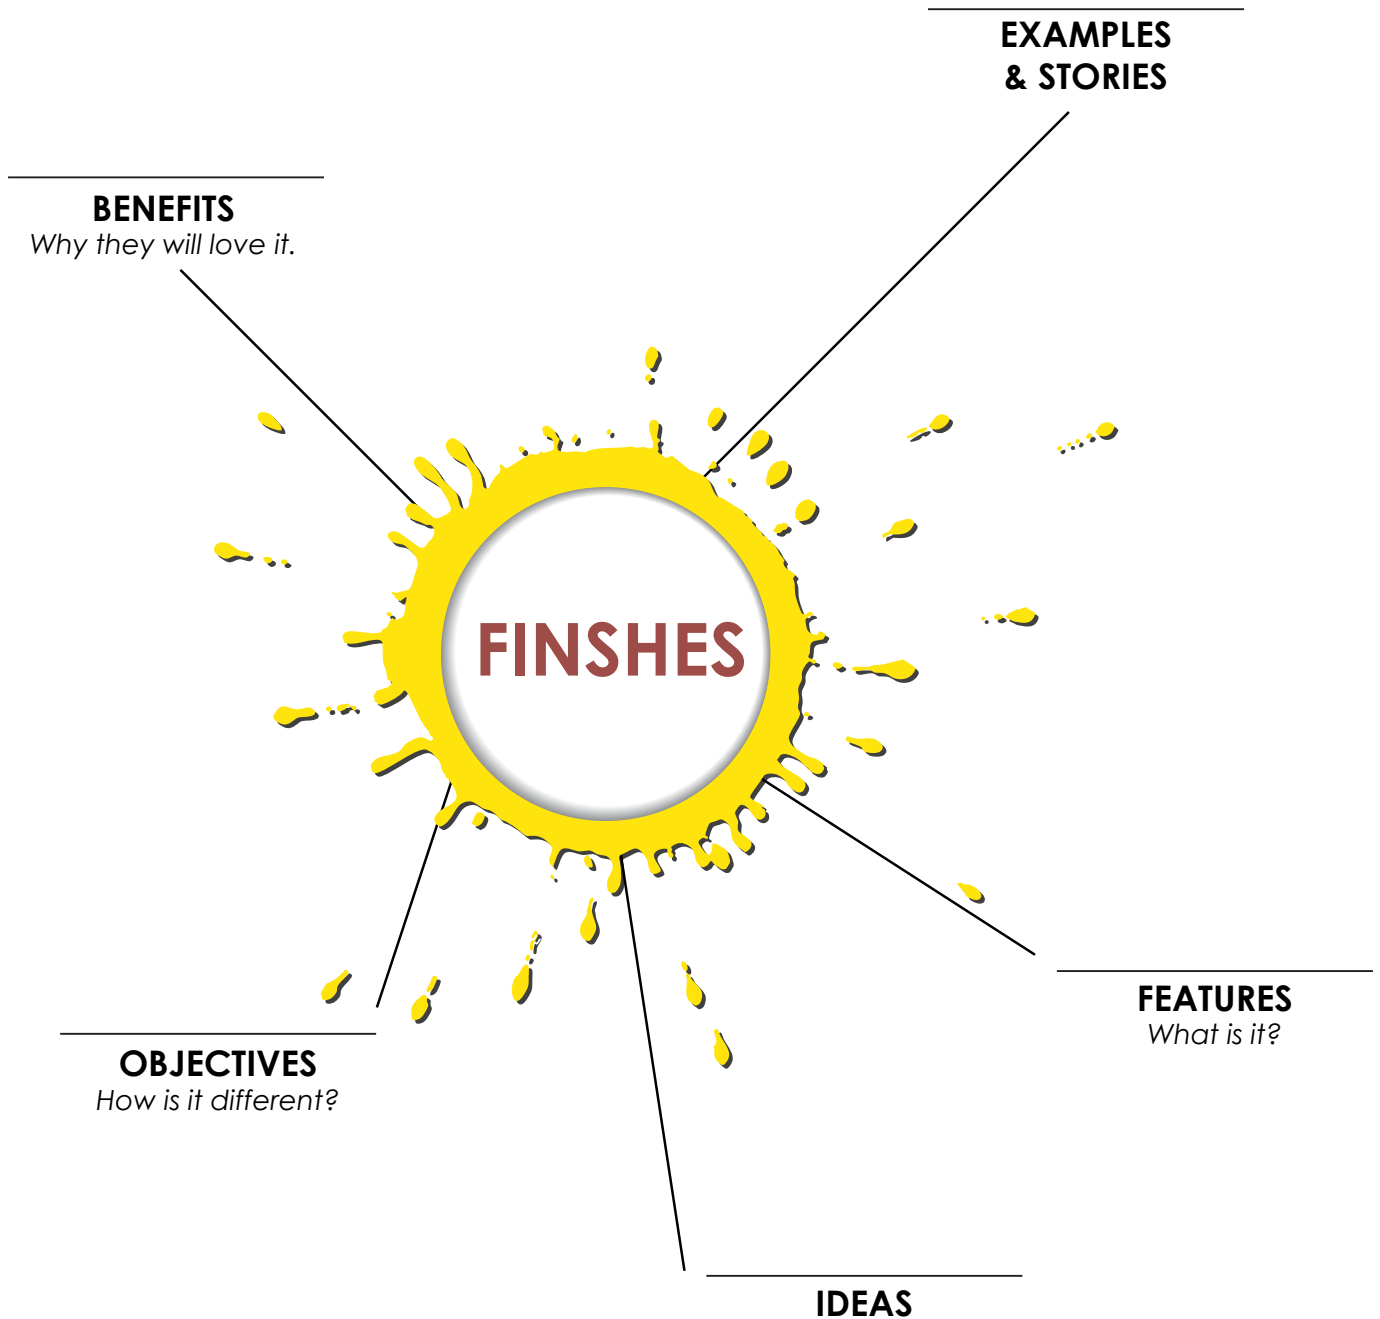 EXAMPLES
& STORIES
BENEFITS
Why they will love it.
FINSHES
FEATURES
What is it?
OBJECTIVES
How is it different?
IDEAS